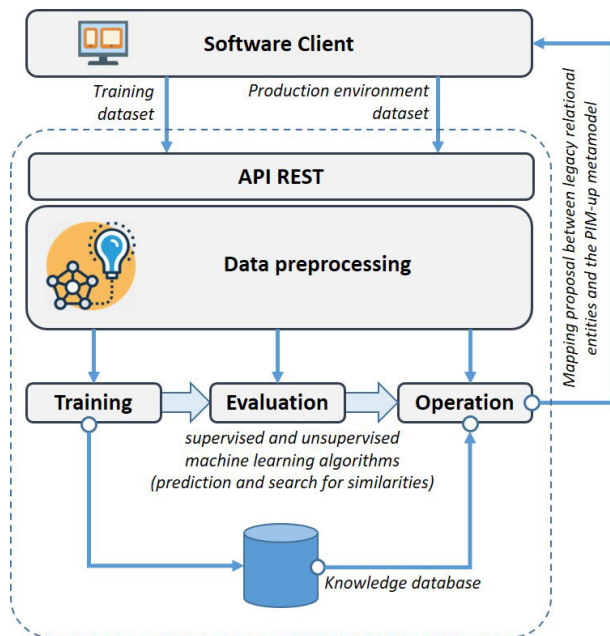 Software Client
Training
dataset
Production environment
dataset
API REST
Data preprocessing
Training
Evaluation
Operation
supervised and unsupervised
machine learning algorithms
(prediction and search for similarities)
Knowledge database
Mapping proposal between legacy relational
entities and the PIM-up metamodel